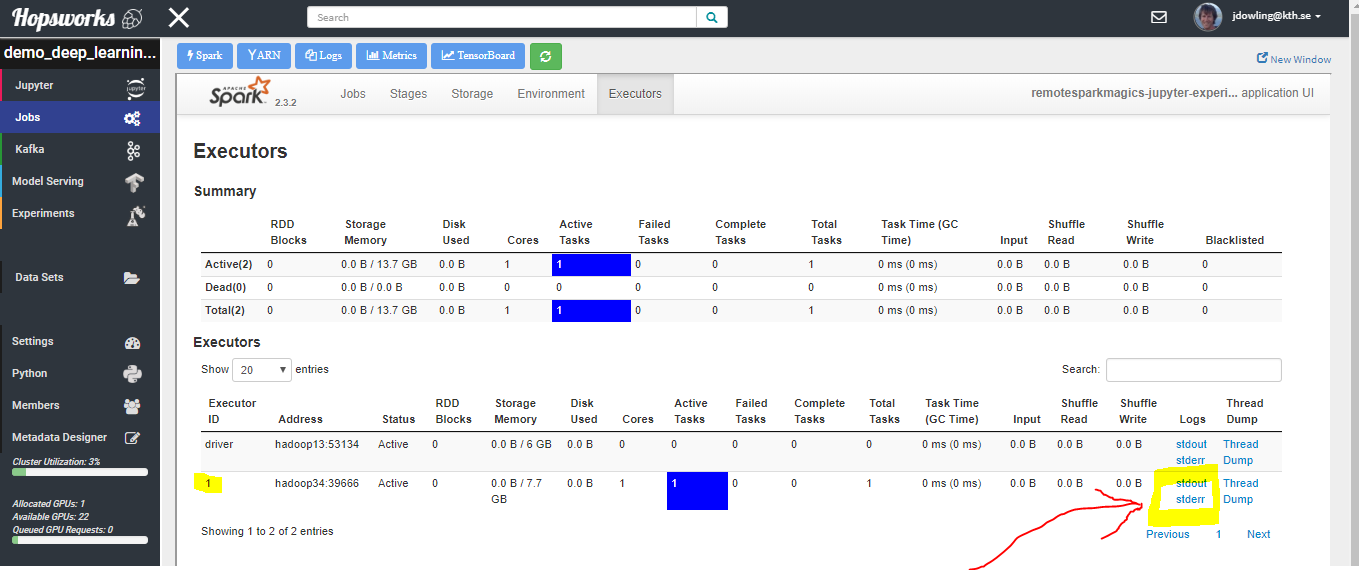 Hopsworks
Search
jdowling@kth.se
demo_deep_learnin...
Spark YARN Logs Metrics TensorBoard
New Window
Jupyter
Jobs
Kafka
Model Serving
Experiments
Data Sets
Settings
Python
Members
Metadata Designer
Cluster Utilization: 3%
Allocated GPUs: 1
Available GPUs: 22
Queued GPU Requests: 0
APACHE Spark 2.3.2 Jobs Stages Storage Environment Executors remotesparkmagics-jupyter-experi... application UI
Executors
Summary
RDD Blocks Storage Memory Disk Used Cores Active Tasks Failed Tasks Complete Tasks Total Tasks Task Time (GC Time) Input Shuffle Read Shuffle Write Blacklisted
Active(2) 0 0.0 B / 13.7 GB 0.0 B 1 1 0 0 1 0 ms (0 ms) 0.0 B 0.0 B 0.0 B 0
Dead(0) 0 0.0 B / 0.0 B 0.0 B 0 0 0 0 0 0 ms (0 ms) 0.0 B 0.0 B 0.0 B 0
Total(2) 0 0.0 B / 13.7 GB 0.0 B 1 1 0 0 1 0 ms (0 ms) 0.0 B 0.0 B 0.0 B 0
Executors
Show 20 entries Search:
Executor ID Address Status RDD Blocks Storage Memory Disk Used Cores Active Tasks Failed Tasks Complete Tasks Total Tasks Task Time (GC Time) Input Shuffle Read Shuffle Write Logs Thread Dump
driver hadoop13:53134 Active 0 0.0 B / 6 GB 0.0 B 0 0 0 0 0 0 ms (0 ms) 0.0 B 0.0 B 0.0 B stdout stderr Thread Dump
1 hadoop34:39666 Active 0 0.0 B / 7.7 GB 0.0 B 1 1 0 0 1 0 ms (0 ms) 0.0 B 0.0 B 0.0 B stdout stderr Thread Dump
Showing 1 to 2 of 2 entries
Previous 1 Next